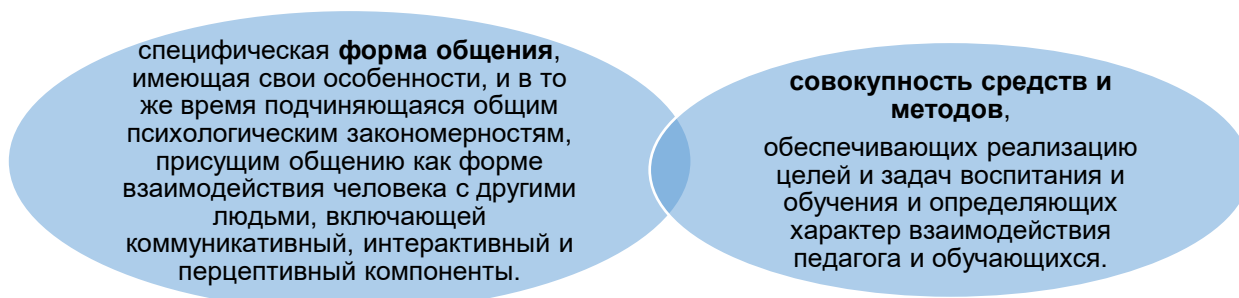 специфическая форма общения,
имеющая свои особенности, и в то
же время подчиняющаяся общим
психологическим закономерностям,
присущим общению как форме
взаимодействия человека с другими
людьми, включающей
коммуникативный, интерактивный и
перцептивный компоненты.
совокупность средств и
методов,
обеспечивающих реализацию
целей и задач воспитания и
обучения и определяющих
характер взаимодействия
педагога и обучающихся.